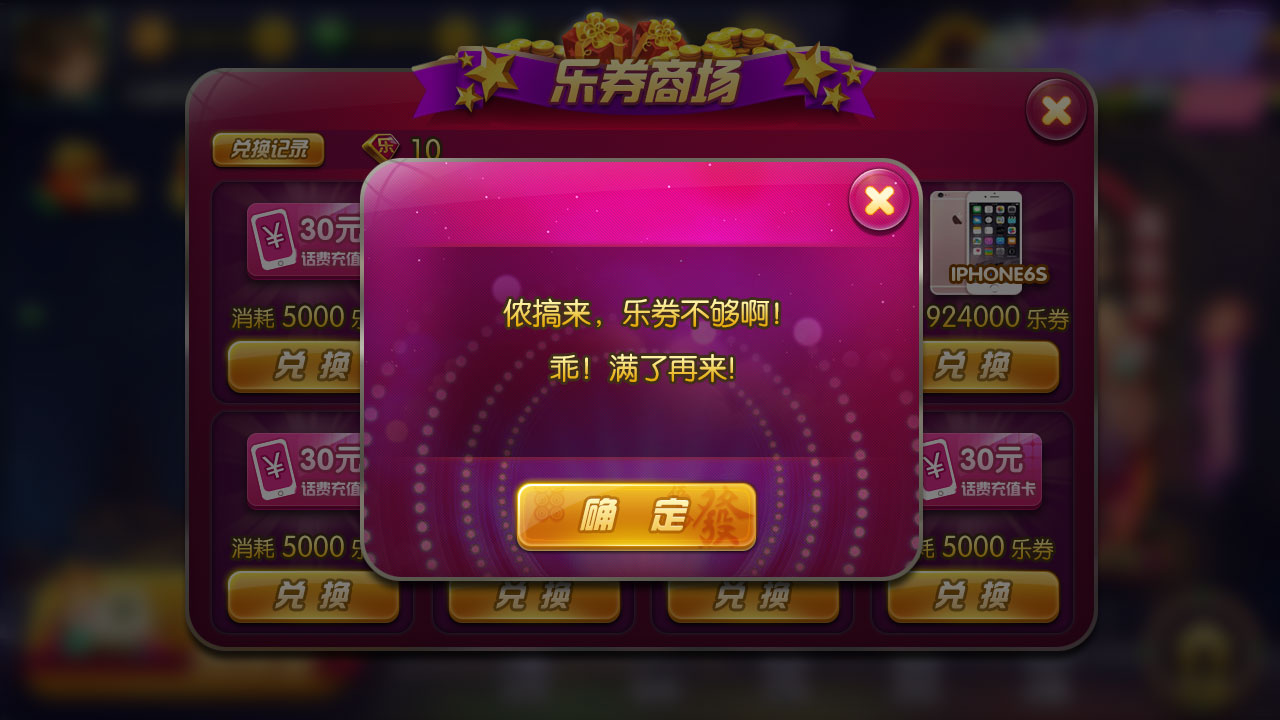 乐券商场
兑换记录
乐 10
30元
话费充值
IPHONE6S
消耗 5000 乐
924000 乐券
兑 换
兑 换
侬搞来，乐券不够啊！
乖！满了再来！
确 定
發
30元
话费充值
30元
话费充值卡
消耗 5000 乐
耗 5000 乐券
兑 换
兑 换
兑 换
兑 换